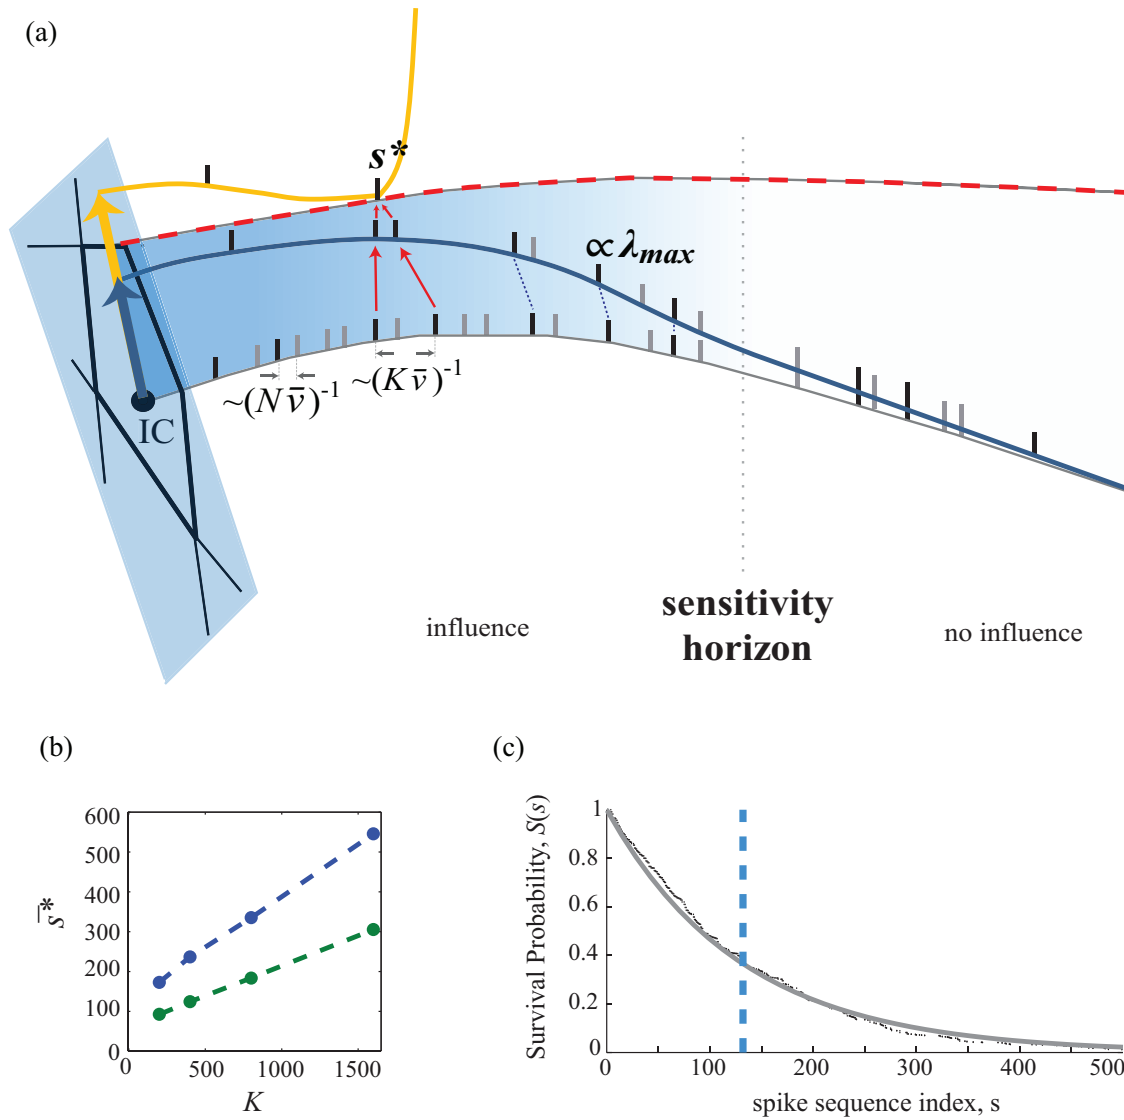 (a)
s*
∝ λmax
~(N v̄)-1
~(K v̄)-1
IC
sensitivity
horizon
influence
no influence
(b)
600
500
400
300
200
100
0
s̄*
0
500
1000
1500
K
(c)
Survival Probability, S(s)
1
0.8
0.6
0.4
0.2
0
0
100
200
300
400
500
spike sequence index, s